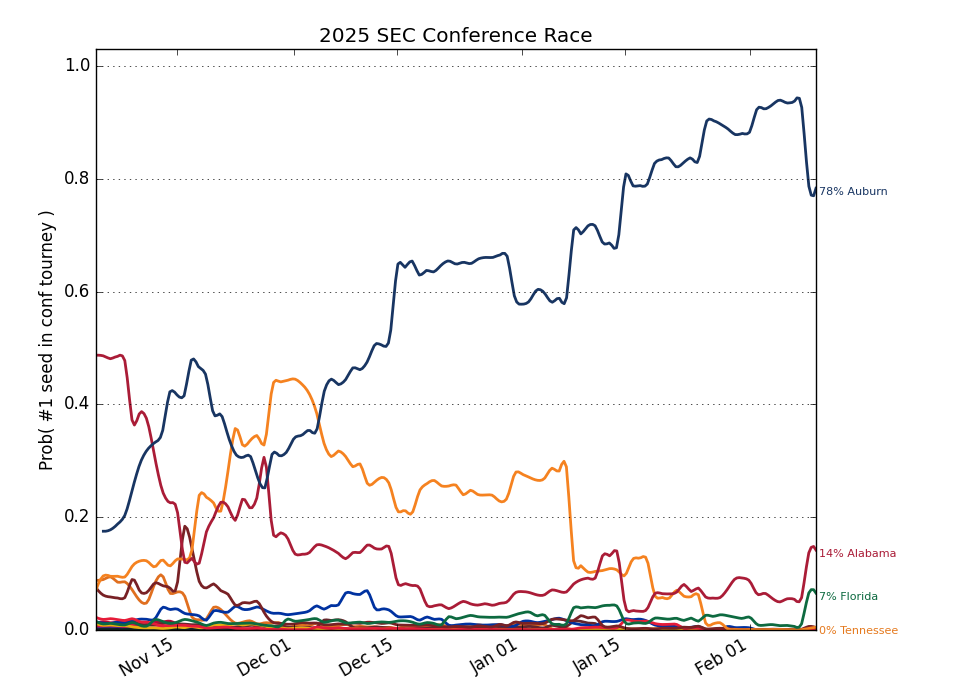 2025 SEC Conference Race
Prob( #1 seed in conf tourney )
1.0
0.8
0.6
0.4
0.2
0.0
78% Auburn
14% Alabama
7% Florida
0% Tennessee
Nov 15
Dec 01
Dec 15
Jan 01
Jan 15
Feb 01